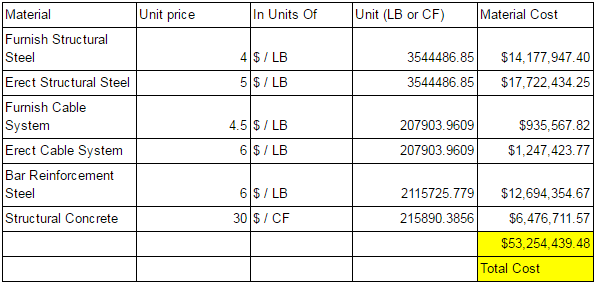 Material Unit price In Units Of Unit (LB or CF) Material Cost
Furnish Structural
Steel 4 $ / LB 3544486.85 $14,177,947.40
Erect Structural Steel 5 $ / LB 3544486.85 $17,722,434.25
Furnish Cable
System 4.5 $ / LB 207903.9609 $935,567.82
Erect Cable System 6 $ / LB 207903.9609 $1,247,423.77
Bar Reinforcement
Steel 6 $ / LB 2115725.779 $12,694,354.67
Structural Concrete 30 $ / CF 215890.3856 $6,476,711.57
$53,254,439.48
Total Cost